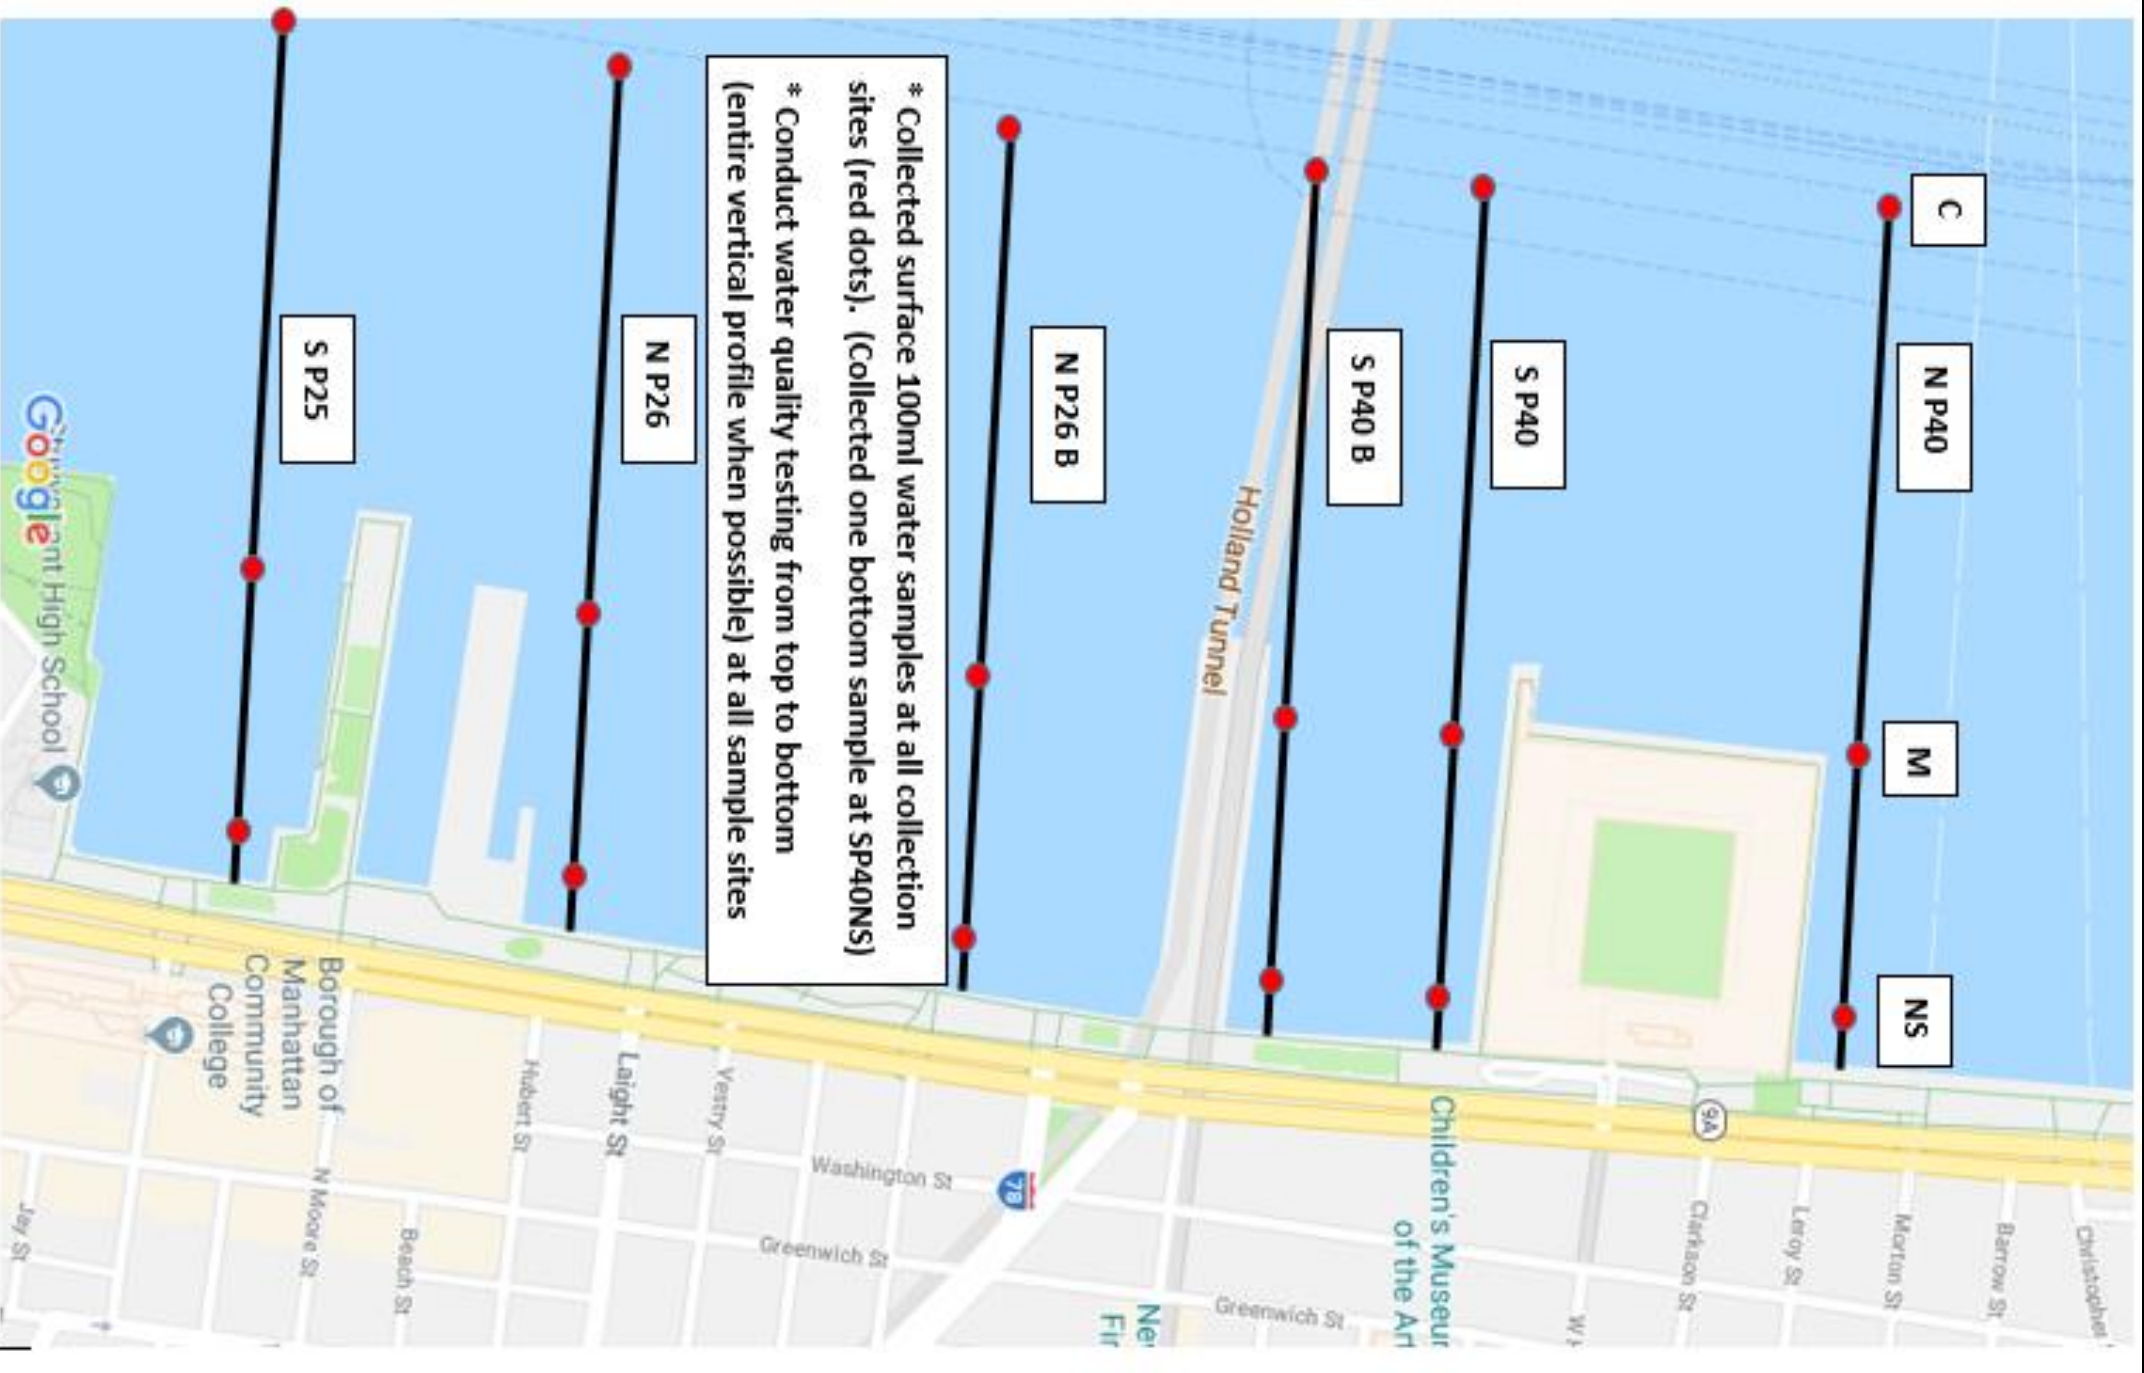 C
N P40
M
NS
S P40
S P40 B
N P26 B
N P26
S P25
* Collected surface 100ml water samples at all collection
sites (red dots). (Collected one bottom sample at SP40NS)
* Conduct water quality testing from top to bottom
(entire vertical profile when possible) at all sample sites
Holland Tunnel
Google
High School
Borough of
Manhattan
Community
College
Children's
of the
9A
78
Christopher
Barrow St
Morton St
Leroy St
Clarkson St
Greenwich St
Greenwich St
Washington St
Vestry St
Laight St
Hubert St
Beach St
N Moore St
Jay St